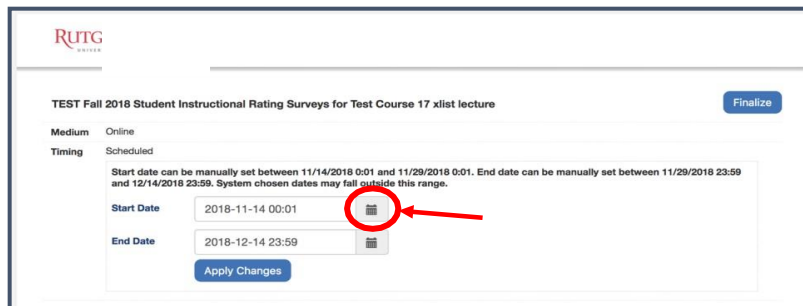 RUTG
UNIVER
TEST Fall 2018 Student Instructional Rating Surveys for Test Course 17 xlist lecture
Finalize
Medium Online
Timing Scheduled
Start date can be manually set between 11/14/2018 0:01 and 11/29/2018 0:01. End date can be manually set between 11/29/2018 23:59
and 12/14/2018 23:59. System chosen dates may fall outside this range.
Start Date 2018-11-14 00:01
End Date 2018-12-14 23:59
Apply Changes